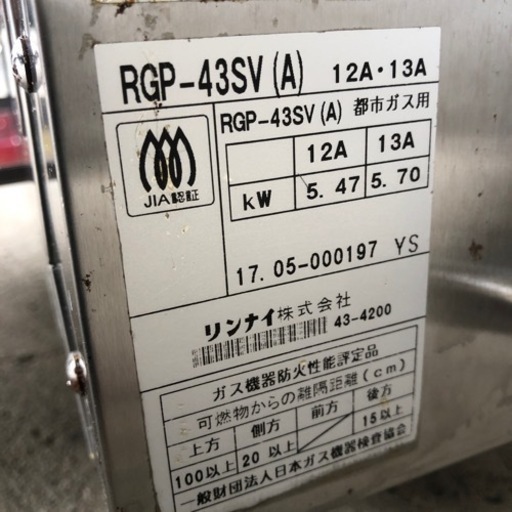 RGP-43SV(A) 12A・13A
JIA認証
RGP-43SV(A) 都市ガス用
12A 13A
kW 5.47 5.70
17.05-000197 YS
リンナイ株式会社
43-4200
ガス機器防火性能評定品
可燃物からの離隔距離(cm)
上方 側方 前方 後方
100以上 20以上 15以上
一般財団法人日本ガス機器検査協会